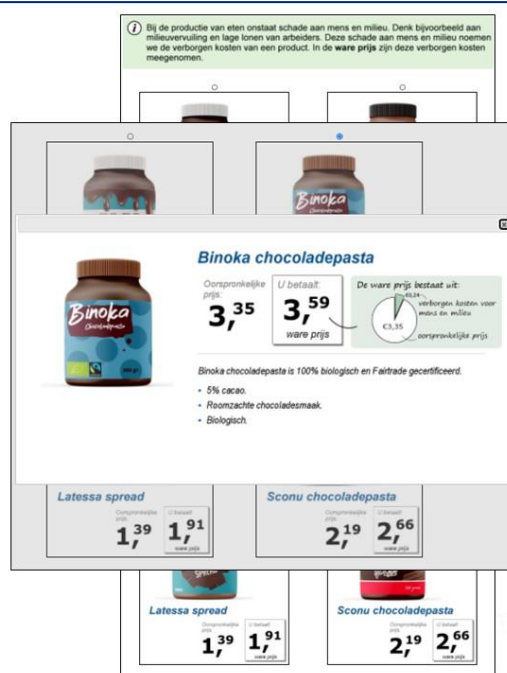 Bij de productie van eten onstaat schade aan mens en milieu. Denk bijvoorbeeld aan
milieuvervuiling en lage lonen van arbeiders. Deze schade aan mens en milieu noemen
we de verborgen kosten van een product. In de ware prijs zijn deze verborgen kosten
meegenomen.
Binoka
Chocoladepasta
Binoka chocoladepasta
Oorspronkelijke
prijs:
3,35
U betaalt:
3,59
ware prijs
De ware prijs bestaat uit:
€0,24
verborgen kosten voor
mens en milieu
€3,35
oorspronkelijke prijs
Binoka
Chocoladepasta
Binoka chocoladepasta is 100% biologisch en Fairtrade gecertificeerd.
• 5% cacao.
• Roomzachte chocoladesmaak.
• Biologisch.
Latessa spread
Oorspronkelijke
prijs:
1,39
U betaalt:
1,91
ware prijs
Sconu chocoladepasta
Oorspronkelijke
prijs:
2,19
U betaalt:
2,66
ware prijs
Latessa spread
Oorspronkelijke
prijs:
1,39
U betaalt:
1,91
ware prijs
Sconu chocoladepasta
Oorspronkelijke
prijs:
2,19
U betaalt:
2,66
ware prijs